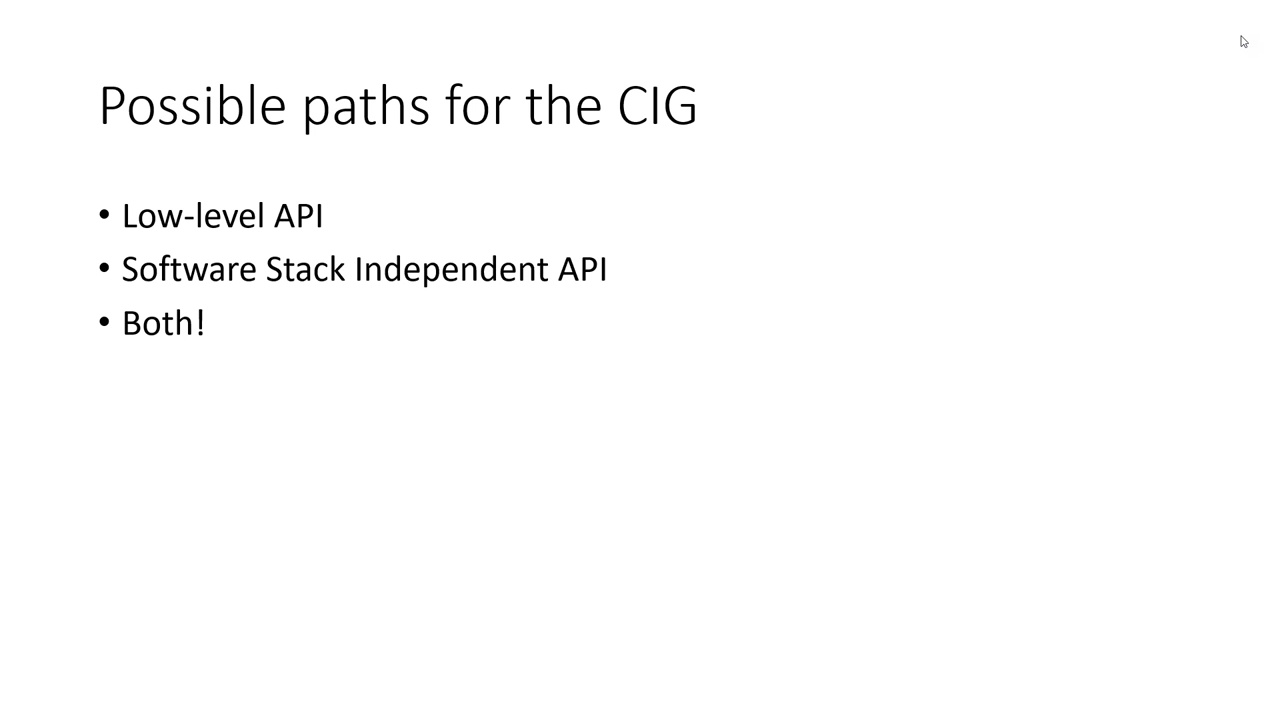 Possible paths for the CIG
• Low-level API
• Software Stack Independent API
• Both!